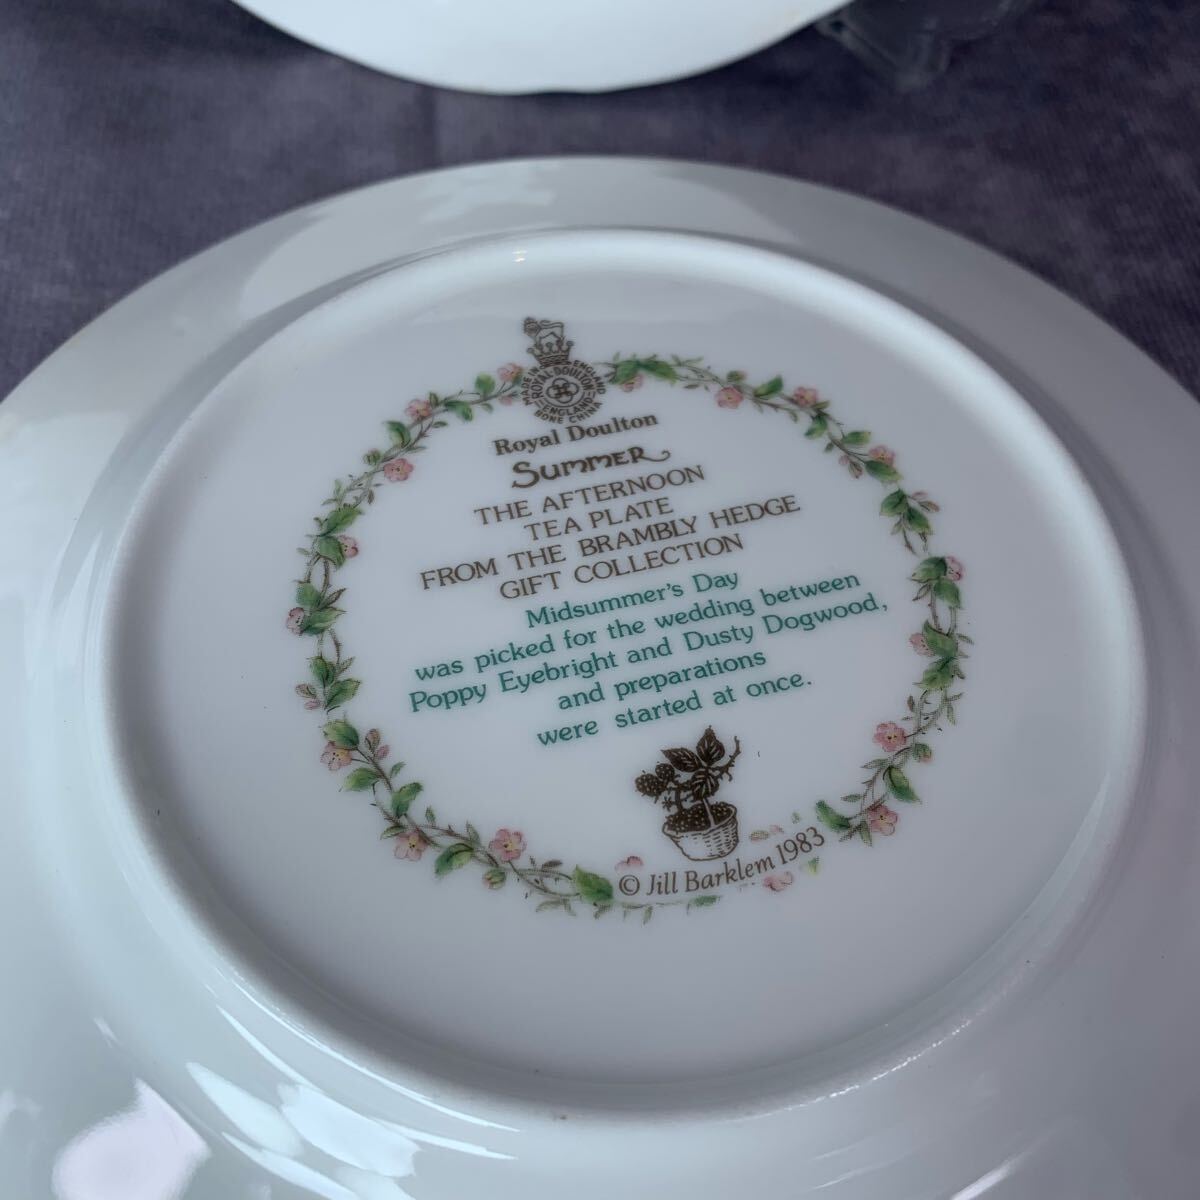 MADE IN ENGLAND
ROYAL DOULTON
ENGLAND
BONE CHINA
Royal Doulton
SUMMER
THE AFTERNOON
TEA PLATE
FROM THE BRAMBLY HEDGE
GIFT COLLECTION
Midsummer's Day
was picked for the wedding between
Poppy Eyebright and Dusty Dogwood,
and preparations
were started at once.
© Jill Barklem 1983